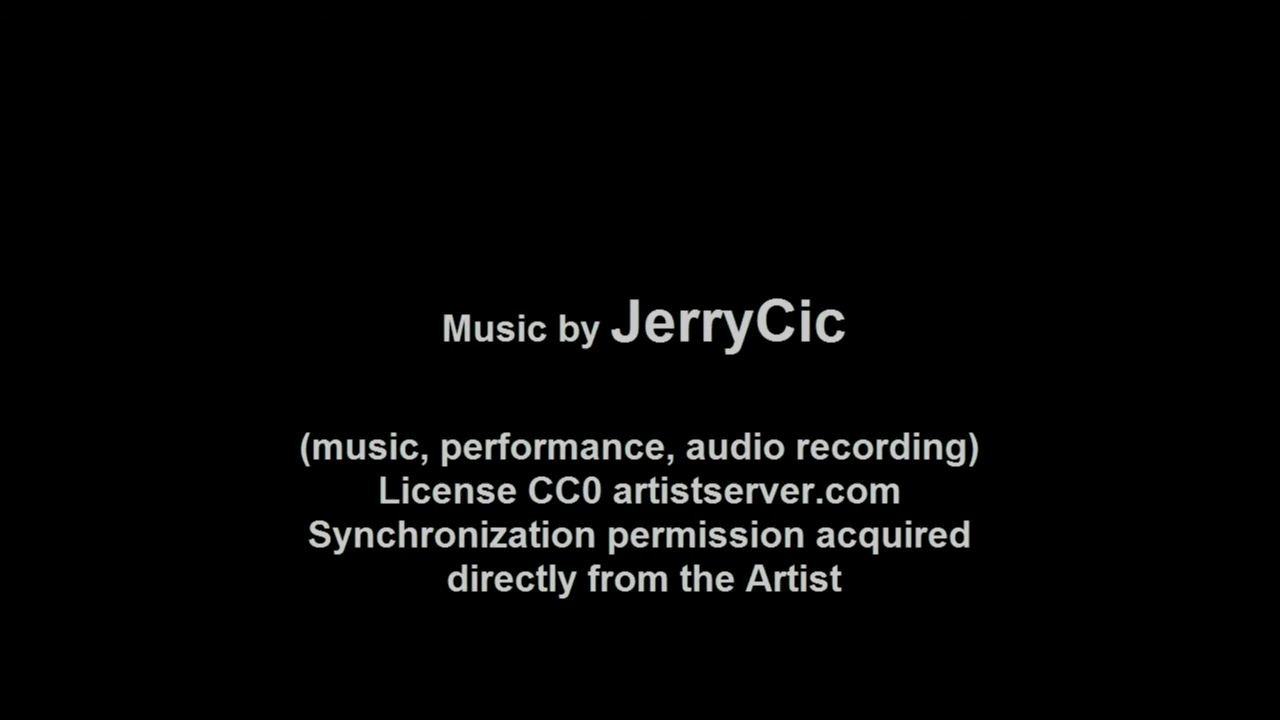 Music by JerryCic
(music, performance, audio recording)
License CC0 artistserver.com
Synchronization permission acquired
directly from the Artist